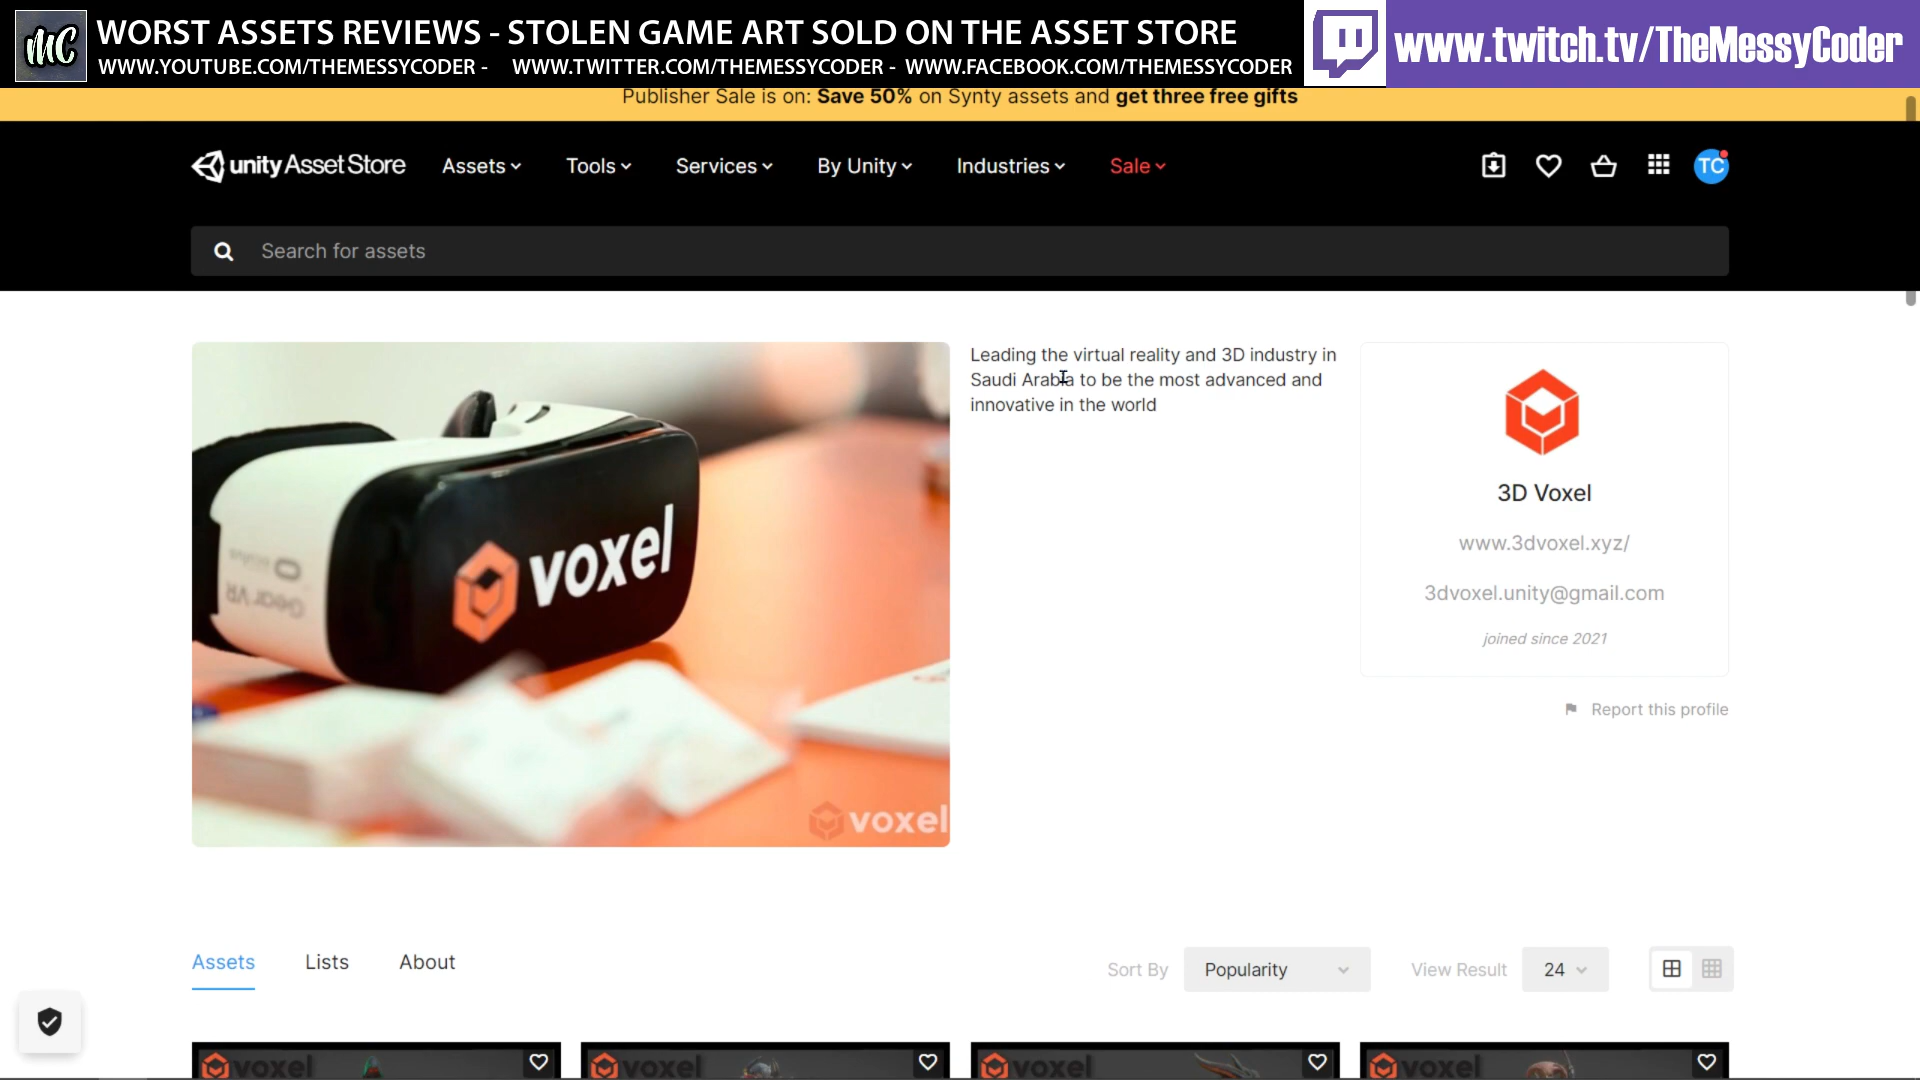 MC
WORST ASSETS REVIEWS - STOLEN GAME ART SOLD ON THE ASSET STORE
WWW.YOUTUBE.COM/THEMESSYCODER - WWW.TWITTER.COM/THEMESSYCODER - WWW.FACEBOOK.COM/THEMESSYCODER
www.twitch.tv/TheMessyCoder
Publisher Sale is on: Save 50% on Synty assets and get three free gifts
unity Asset Store
Assets
Tools
Services
By Unity
Industries
Sale
TC
Search for assets
Leading the virtual reality and 3D industry in
Saudi Arabia to be the most advanced and
innovative in the world
oculus
Gear VR
voxel
voxel
3D Voxel
www.3dvoxel.xyz/
3dvoxel.unity@gmail.com
joined since 2021
Report this profile
Assets
Lists
About
Sort By
Popularity
View Result
24
voxel
voxel
voxel
voxel